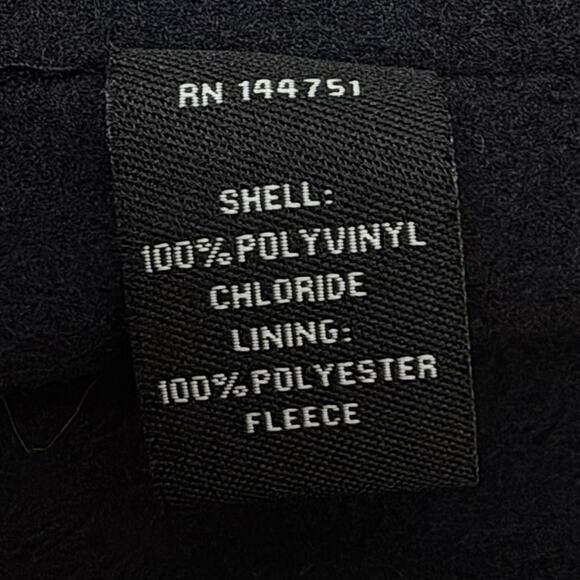 RN 144751
SHELL:
100%POLYVINYL
CHLORIDE
LINING:
100%POLYESTER
FLEECE